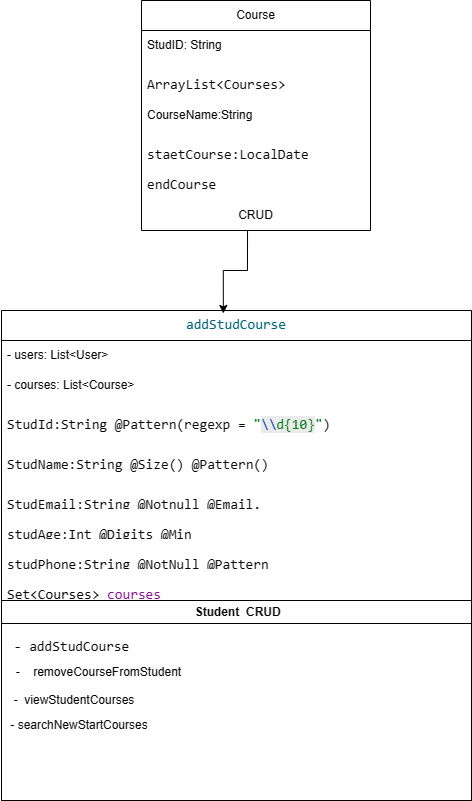 Course
StudID: String
ArrayList<Courses>
CourseName:String
staetCourse:LocalDate
endCourse
CRUD
addStudCourse
- users: List<User>
- courses: List<Course>
StudId:String @Pattern(regexp = "\\d{10}")
StudName:String @Size() @Pattern()
StudEmail:String @Notnull @Email.
studAge:Int @Digits @Min
studPhone:String @NotNull @Pattern
Set<Courses> courses
Student CRUD
- addStudCourse
- removeCourseFromStudent
- viewStudentCourses
- searchNewStartCourses